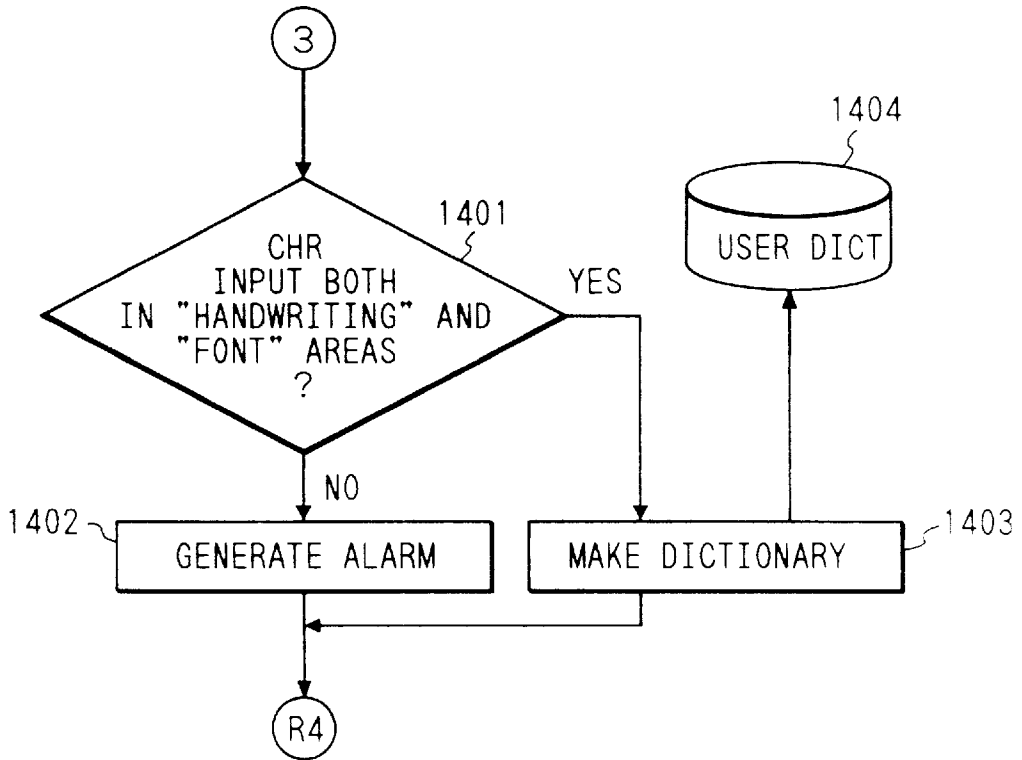 3
1404
1401
CHR
INPUT BOTH
IN "HANDWRITING" AND
"FONT" AREAS
?
YES
USER DICT
NO
1402
GENERATE ALARM
MAKE DICTIONARY
1403
R4